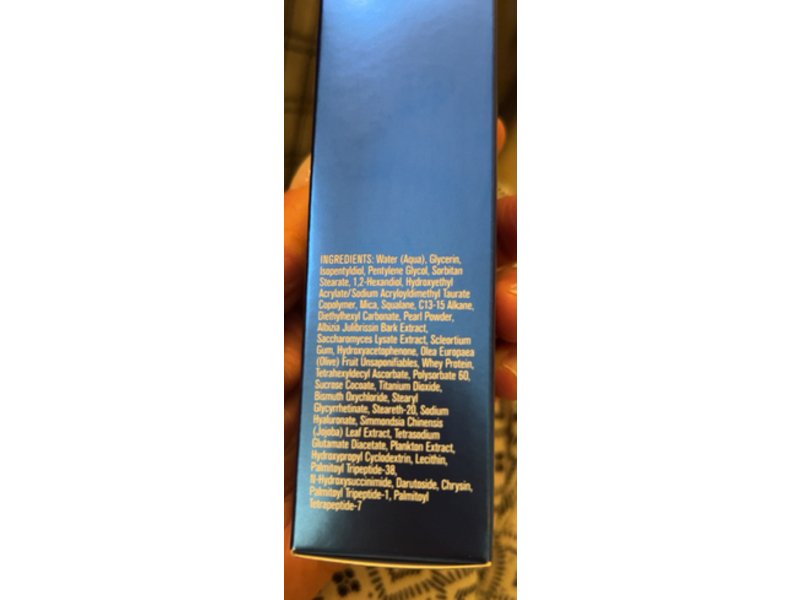 INGREDIENTS: Water (Aqua), Glycerin,
Isopentyldiol, Pentylene Glycol, Sorbitan
Stearate, 1,2-Hexandiol, Hydroxyethyl
Acrylate/Sodium Acryloyldimethyl Taurate
Copolymer, Mica, Squalane, C13-15 Alkane,
Diethylhexyl Carbonate, Pearl Powder,
Albizia Julibrissin Bark Extract,
Saccharomyces Lysate Extract, Scleortium
Gum, Hydroxyacetophenone, Olea Europaea
(Olive) Fruit Unsaponifiables, Whey Protein,
Tetrahexyldecyl Ascorbate, Polysorbate 60,
Sucrose Cocoate, Titanium Dioxide,
Bismuth Oxychloride, Stearyl
Glycyrrhetinate, Steareth-20, Sodium
Hyaluronate, Simmondsia Chinensis
(Jojoba) Leaf Extract, Tetrasodium
Glutamate Diacetate, Plankton Extract,
Hydroxypropyl Cyclodextrin, Lecithin,
Palmitoyl Tripeptide-38,
N-Hydroxysuccinimide, Darutoside, Chrysin,
Palmitoyl Tripeptide-1, Palmitoyl
Tetrapeptide-7